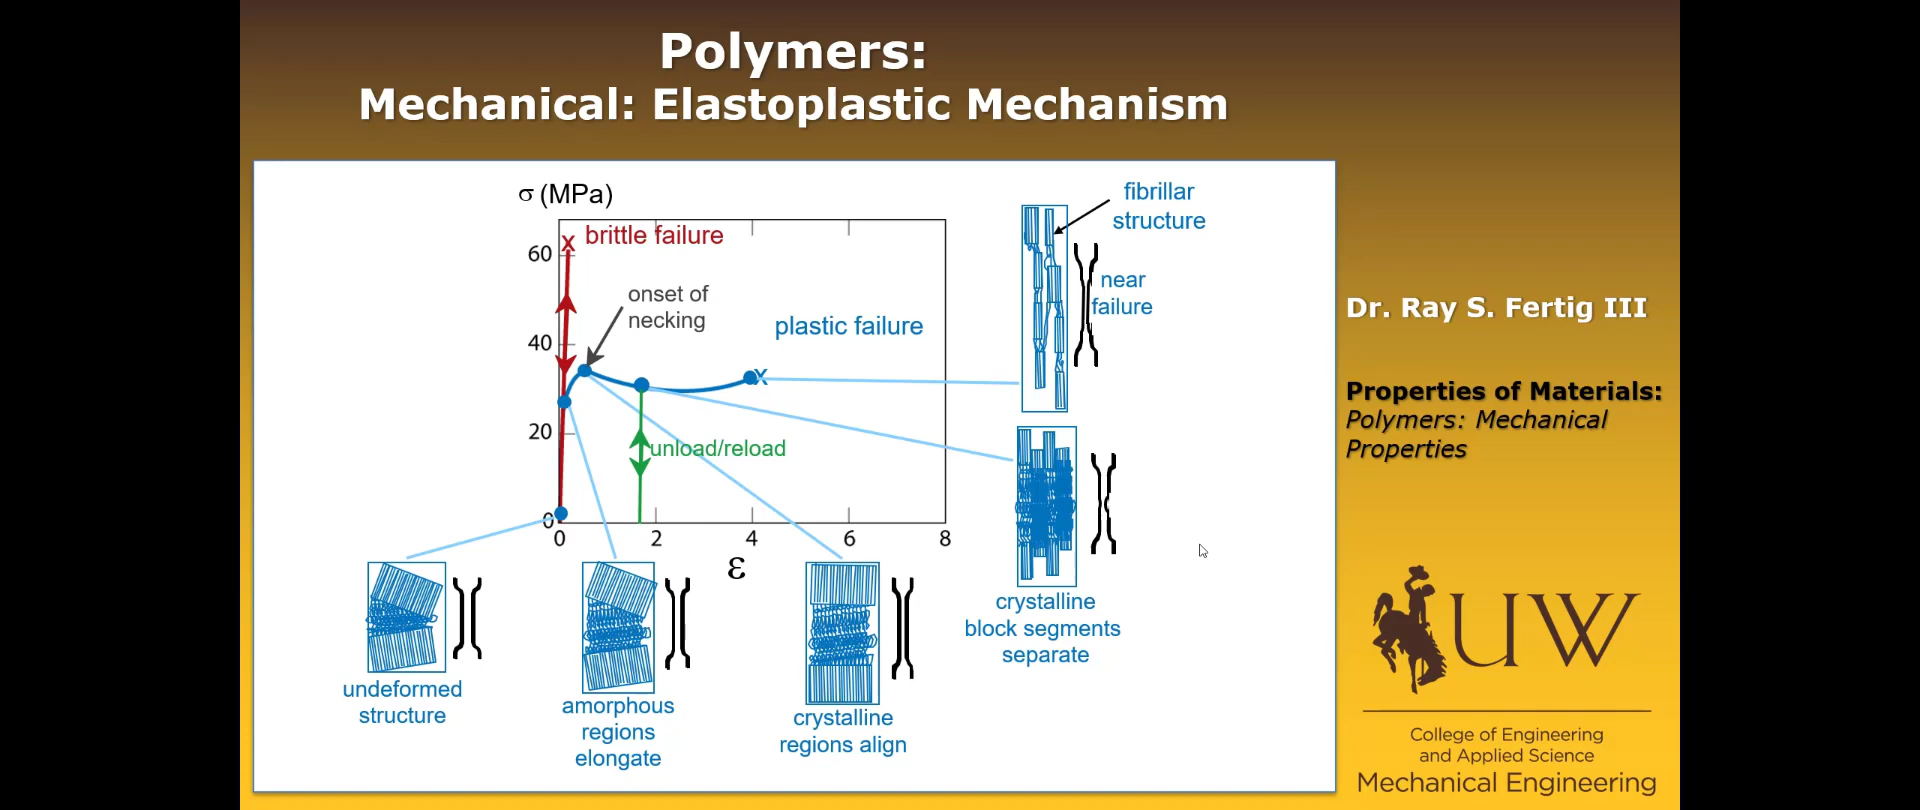 Polymers:
Mechanical: Elastoplastic Mechanism
σ (MPa)
60
40
20
0
0
2
4
6
8
ε
x
brittle failure
onset of
necking
plastic failure
x
unload/reload
fibrillar
structure
near
failure
crystalline
block segments
separate
undeformed
structure
amorphous
regions
elongate
crystalline
regions align
Dr. Ray S. Fertig III
Properties of Materials:
Polymers: Mechanical
Properties
UW
College of Engineering
and Applied Science
Mechanical Engineering